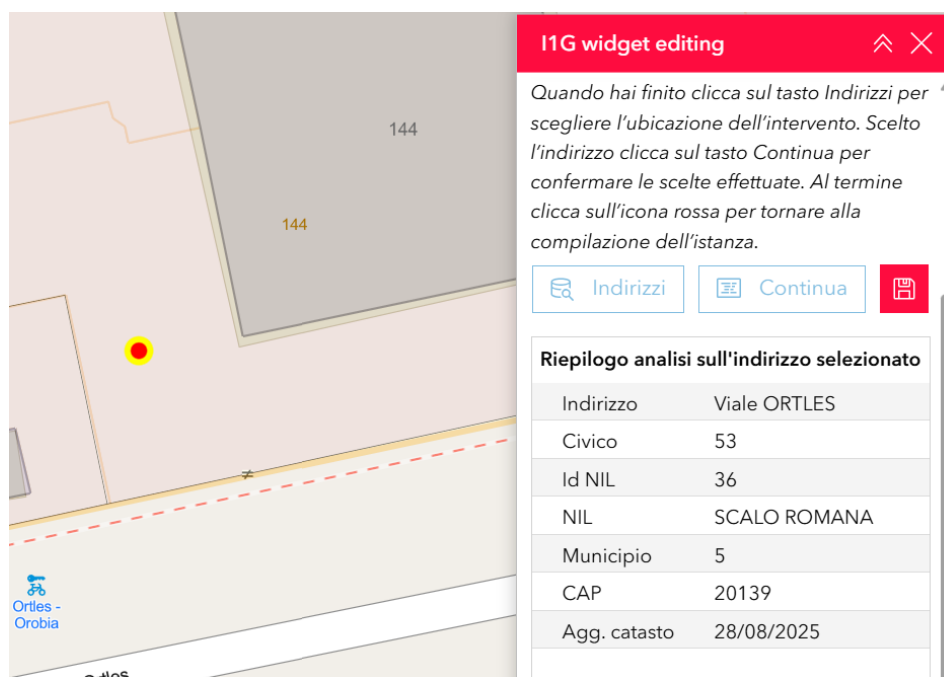 I1G widget editing
Quando hai finito clicca sul tasto Indirizzi per
scegliere l'ubicazione dell'intervento. Scelto
l'indirizzo clicca sul tasto Continua per
confermare le scelte effettuate. Al termine
clicca sull'icona rossa per tornare alla
compilazione dell'istanza.
Indirizzi Continua
Riepilogo analisi sull'indirizzo selezionato
Indirizzo Viale ORTLES
Civico 53
Id NIL 36
NIL SCALO ROMANA
Municipio 5
CAP 20139
Agg. catasto 28/08/2025
144
144
≠
Ortles -
Orobia
Ortles